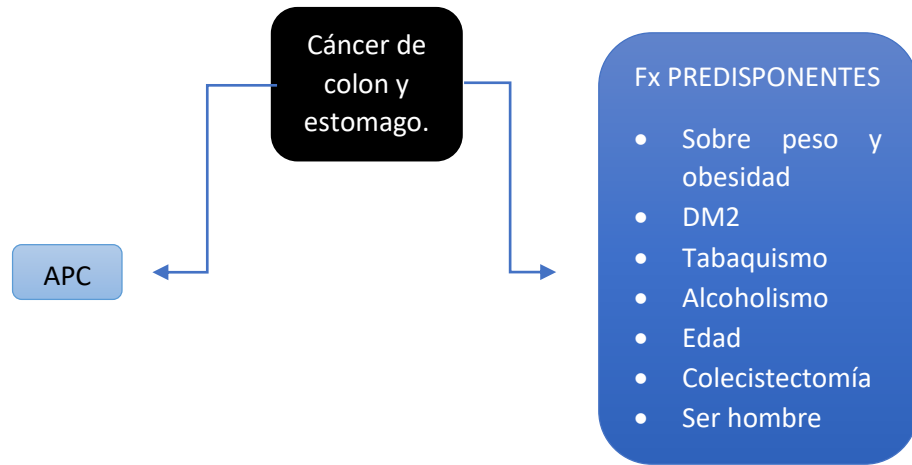 Cáncer de
colon y
estomago.
APC
Fx PREDISPONENTES
• Sobre peso y
obesidad
• DM2
• Tabaquismo
• Alcoholismo
• Edad
• Colecistectomía
• Ser hombre